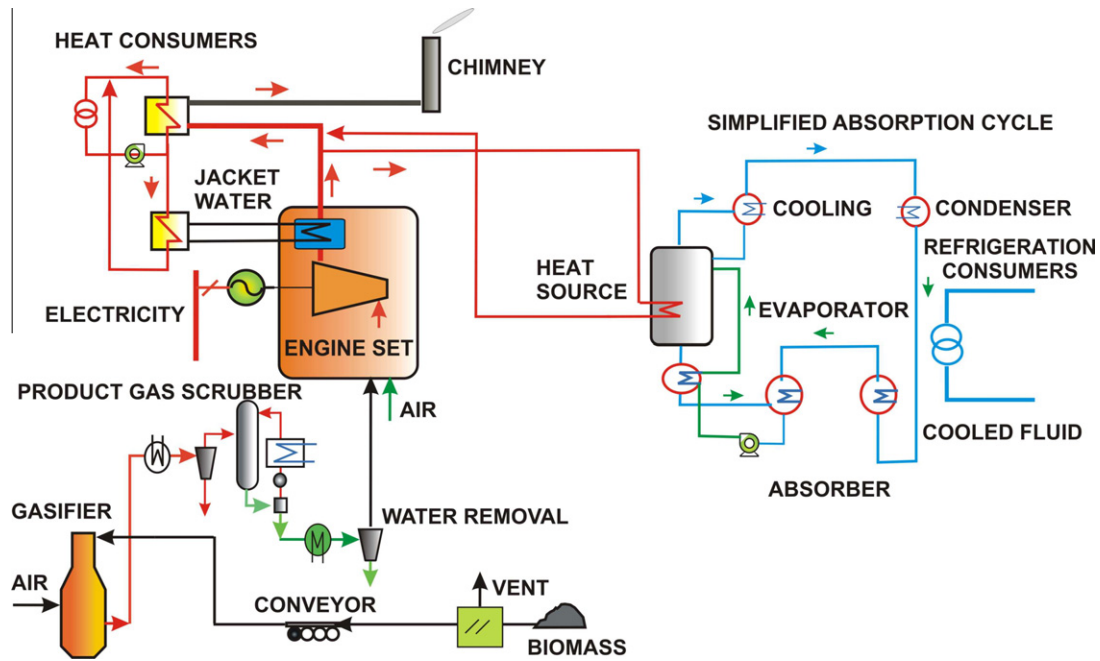 HEAT CONSUMERS
CHIMNEY
SIMPLIFIED ABSORPTION CYCLE
JACKET
WATER
COOLING
CONDENSER
REFRIGERATION
CONSUMERS
HEAT
SOURCE
EVAPORATOR
ELECTRICITY
ENGINE SET
PRODUCT GAS SCRUBBER
AIR
COOLED FLUID
ABSORBER
GASIFIER
WATER REMOVAL
AIR
VENT
CONVEYOR
BIOMASS